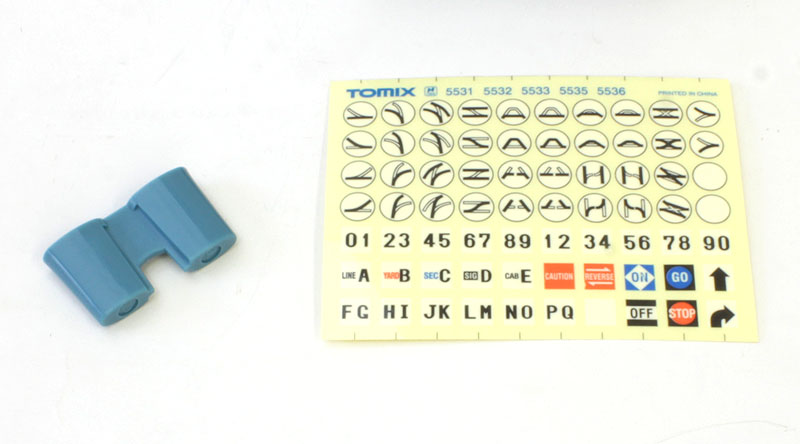 TOMIX 5531 5532 5533 5535 5536 PRINTED IN CHINA
01 23 45 67 89 12 34 56 78 90
LINE A YARD B SEC C SIG D CAB E CAUTION REVERSE ON GO
FG HI JK LM NO PQ OFF STOP